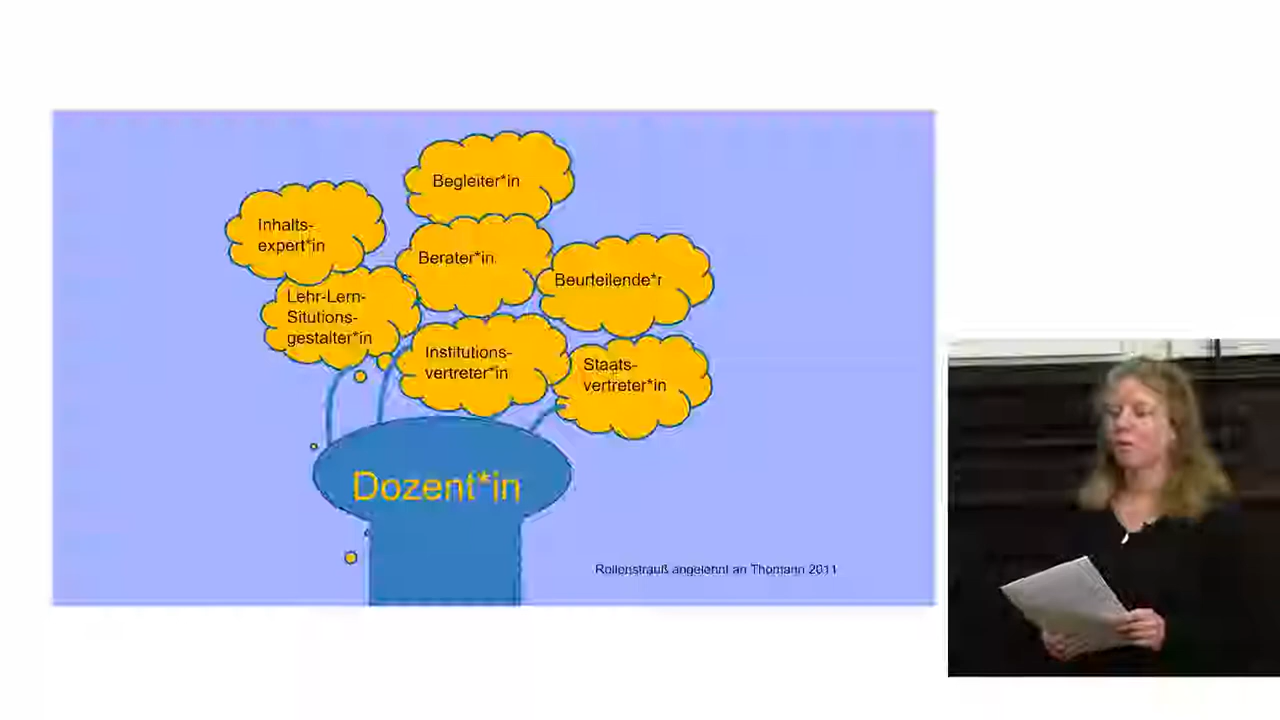 Begleiter*in
Inhalts-
expert*in
Berater*in
Beurteilende*r
Lehr-Lern-
Situtions-
gestalter*in
Institutions-
vertreter*in
Staats-
vertreter*in
Dozent*in
Rollenstrauß angelehnt an Thomann 2011